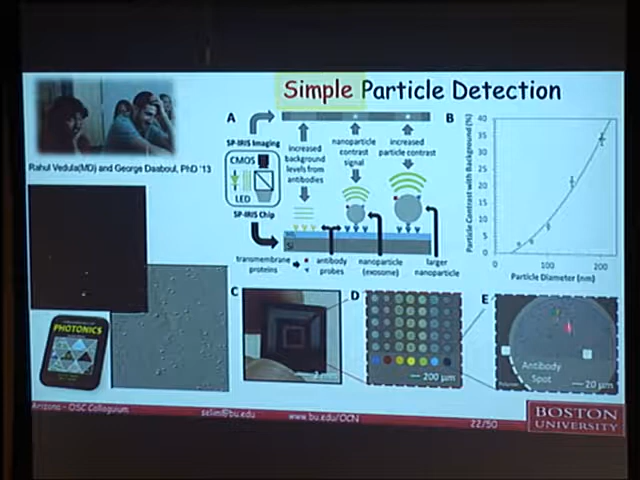 Simple Particle Detection
Rahul Vedula(MD) and George Daaboul, PhD '13
A
SP-IRIS Imaging
CMOS
LED
SP-IRIS Chip
increased
background
levels from
antibodies
nanoparticle
contrast
signal
increased
particle contrast
Si
transmembrane
proteins
antibody
probes
nanoparticle
(exosome)
larger
nanoparticle
B
Particle Contrast with Background (%)
40
35
30
25
20
15
10
5
0
0
100
200
Particle Diameter (nm)
C
D
200 μm
E
Antibody
Spot
20 μm
PHOTONICS
Arizona - OSC Colloquium
selim@bu.edu
www.bu.edu/OCN
22/50
BOSTON
UNIVERSITY